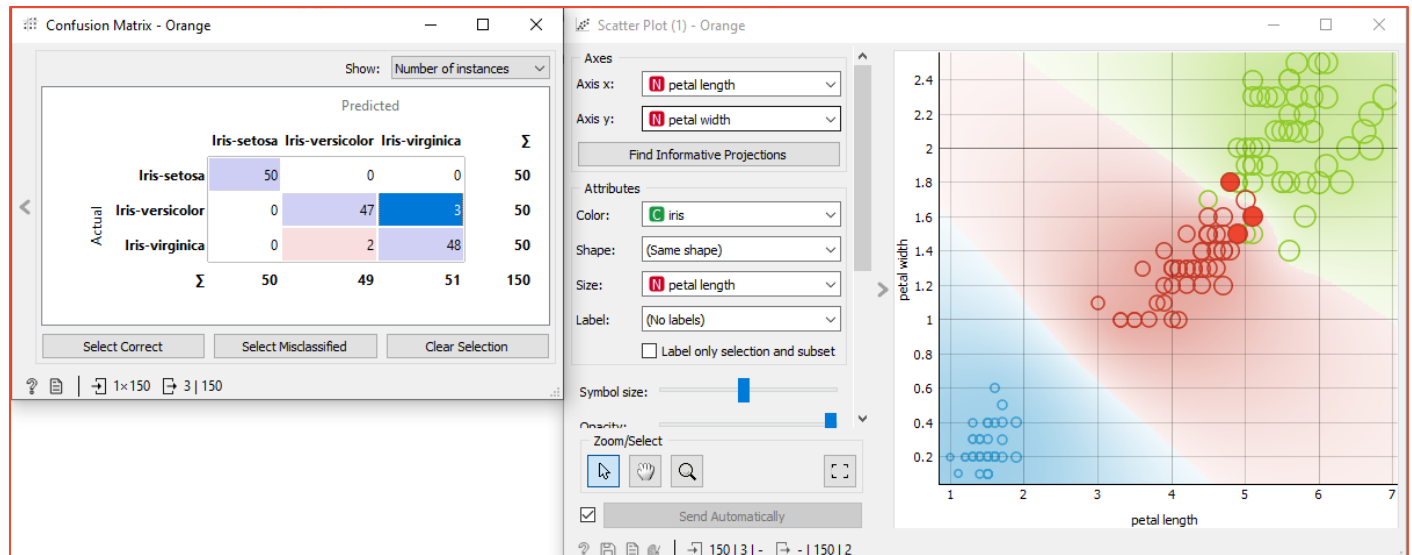 Confusion Matrix - Orange
Show: Number of instances
Predicted
Iris-setosa Iris-versicolor Iris-virginica Σ
Iris-setosa 50 0 0 50
Actual
Iris-versicolor 0 47 3 50
Iris-virginica 0 2 48 50
Σ 50 49 51 150
Select Correct Select Misclassified Clear Selection
? 1×150 3 | 150
Scatter Plot (1) - Orange
Axes
Axis x: N petal length
Axis y: N petal width
Find Informative Projections
Attributes
Color: C iris
Shape: (Same shape)
Size: N petal length
Label: (No labels)
Label only selection and subset
Symbol size:
Opacity:
Zoom/Select
Send Automatically
? 150 | 3 | - - | 150 | 2
petal width
2.4
2.2
2
1.8
1.6
1.4
1.2
1
0.8
0.6
0.4
0.2
1 2 3 4 5 6 7
petal length